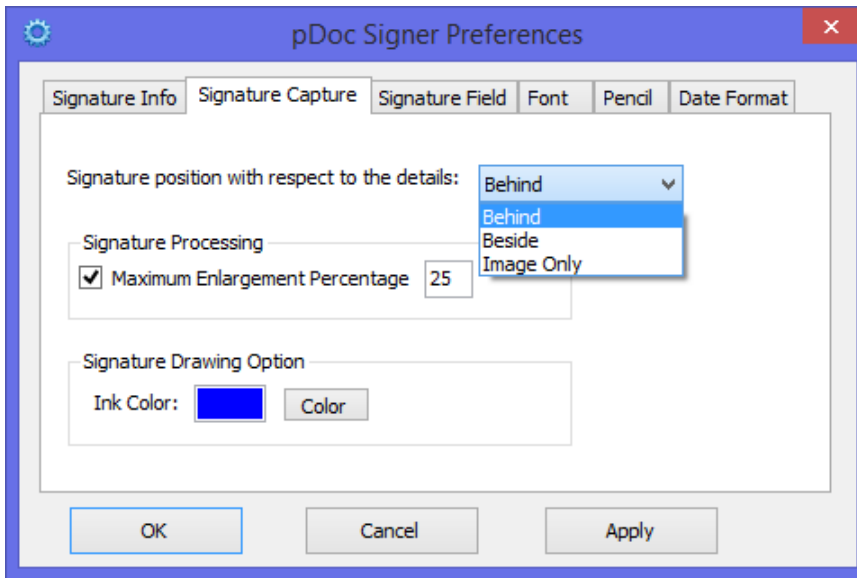 pDoc Signer Preferences
Signature Info Signature Capture Signature Field Font Pencil Date Format
Signature position with respect to the details: Behind
Behind
Beside
Image Only
Signature Processing
Maximum Enlargement Percentage 25
Signature Drawing Option
Ink Color: Color
OK Cancel Apply